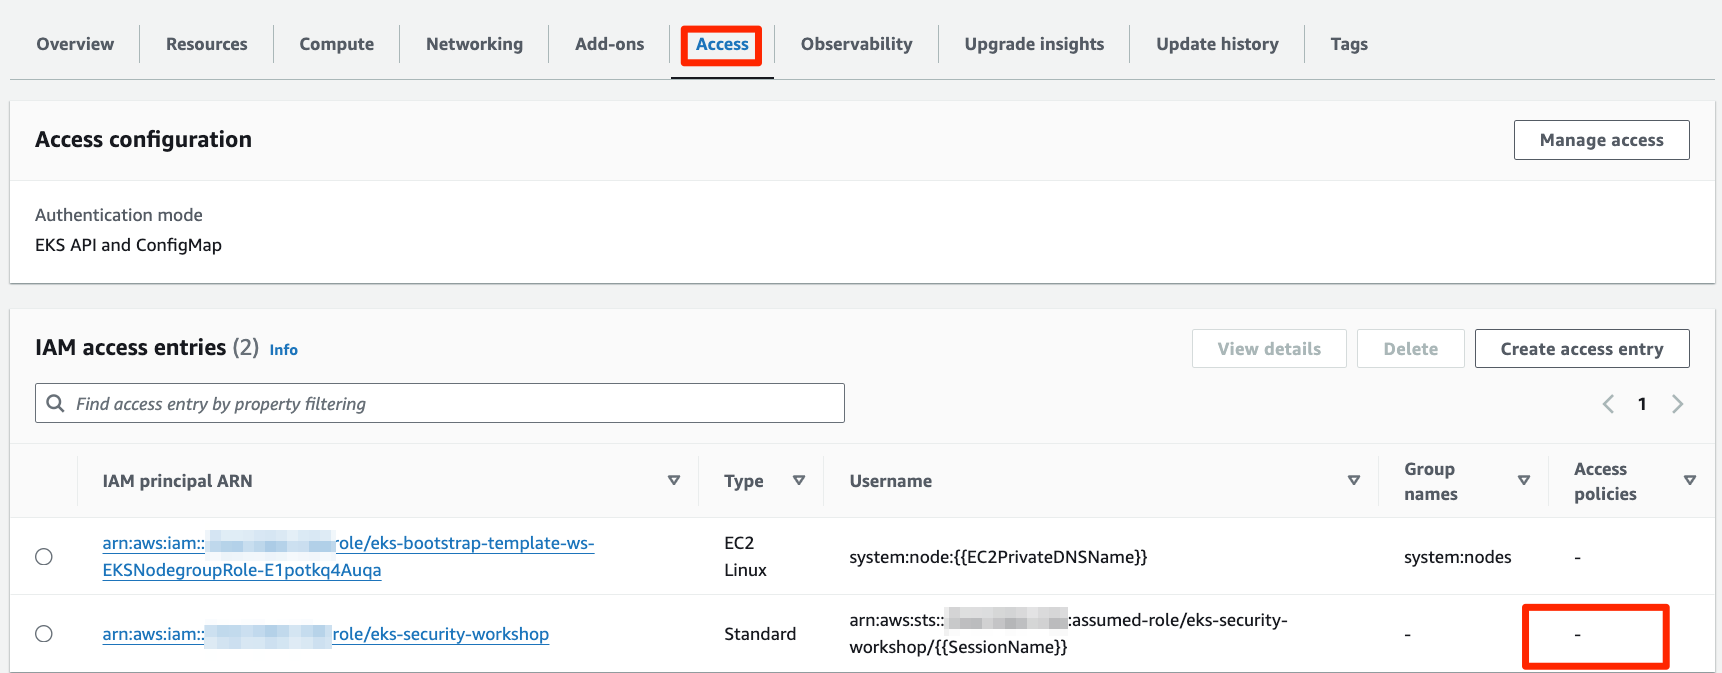 Overview Resources Compute Networking Add-ons Access Observability Upgrade insights Update history Tags
Access configuration
Manage access
Authentication mode
EKS API and ConfigMap
IAM access entries (2) Info
View details Delete Create access entry
Find access entry by property filtering
1
IAM principal ARN Type Username Group names Access policies
arn:aws:iam:: role/eks-bootstrap-template-ws-
EKSNodegroupRole-E1potkq4Auqa
EC2
Linux
system:node:{{EC2PrivateDNSName}}
system:nodes
-
arn:aws:iam:: role/eks-security-workshop
Standard
arn:aws:sts:: :assumed-role/eks-security-
workshop/{{SessionName}}
-
-